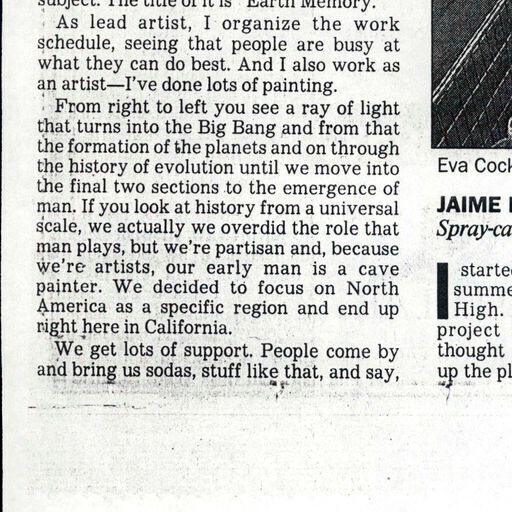 subject. The title of it is "Earth Memory."
As lead artist, I organize the work
schedule, seeing that people are busy at
what they can do best. And I also work as
an artist—I've done lots of painting.
From right to left you see a ray of light
that turns into the Big Bang and from that
the formation of the planets and on through
the history of evolution until we move into
the final two sections to the emergence of
man. If you look at history from a universal
scale, we actually we overdid the role that
man plays, but we're partisan and, because
we're artists, our early man is a cave
painter. We decided to focus on North
America as a specific region and end up
right here in California.
We get lots of support. People come by
and bring us sodas, stuff like that, and say,
Eva Cock
JAIME
Spray-ca
I starte
summe
High.
project
thought
up the pl